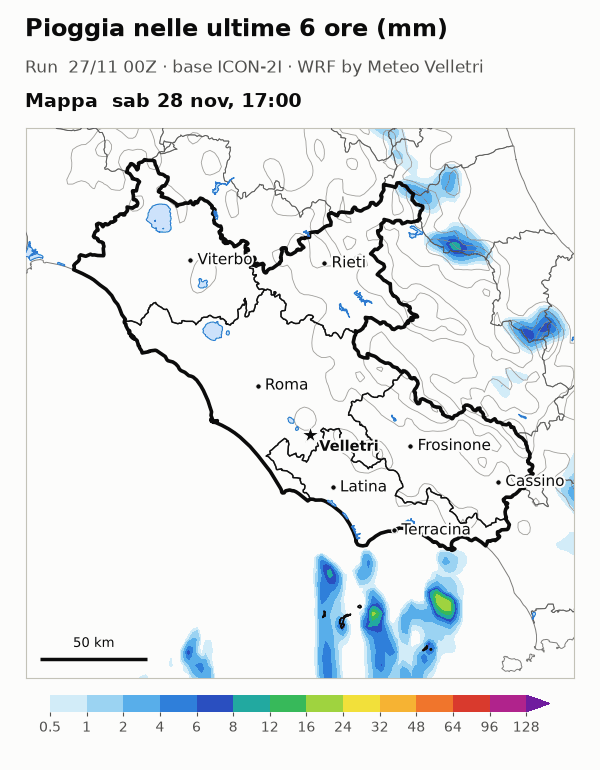 Pioggia nelle ultime 6 ore (mm)
Run  27/11 00Z · base ICON-2I · WRF by Meteo Velletri
Mappa  sab 28 nov, 17:00
Viterbo
Rieti
Roma
Velletri
Frosinone
Latina
Cassino
Terracina
50 km
0.5 1 2 4 6 8 12 16 24 32 48 64 96 128